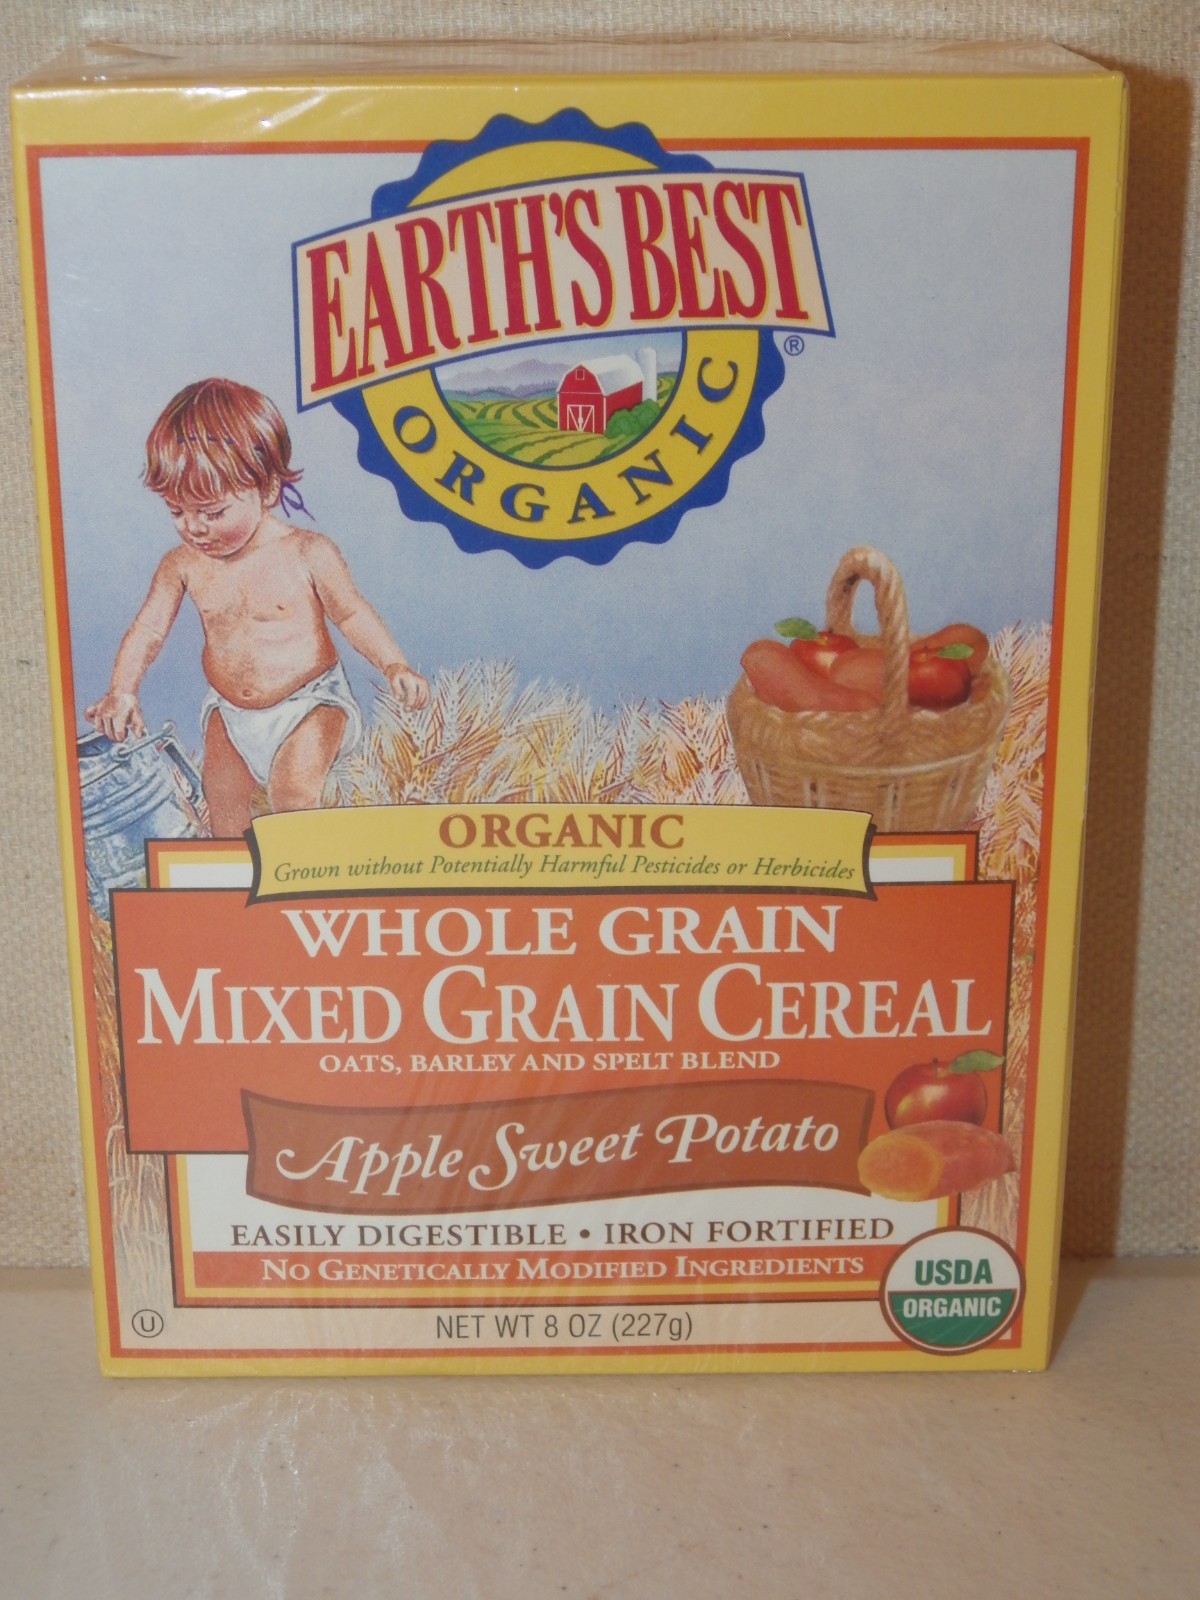 EARTH'S BEST
®
ORGANIC
ORGANIC
Grown without Potentially Harmful Pesticides or Herbicides
WHOLE GRAIN
MIXED GRAIN CEREAL
OATS, BARLEY AND SPELT BLEND
Apple Sweet Potato
EASILY DIGESTIBLE • IRON FORTIFIED
NO GENETICALLY MODIFIED INGREDIENTS
USDA
ORGANIC
U
NET WT 8 OZ (227g)